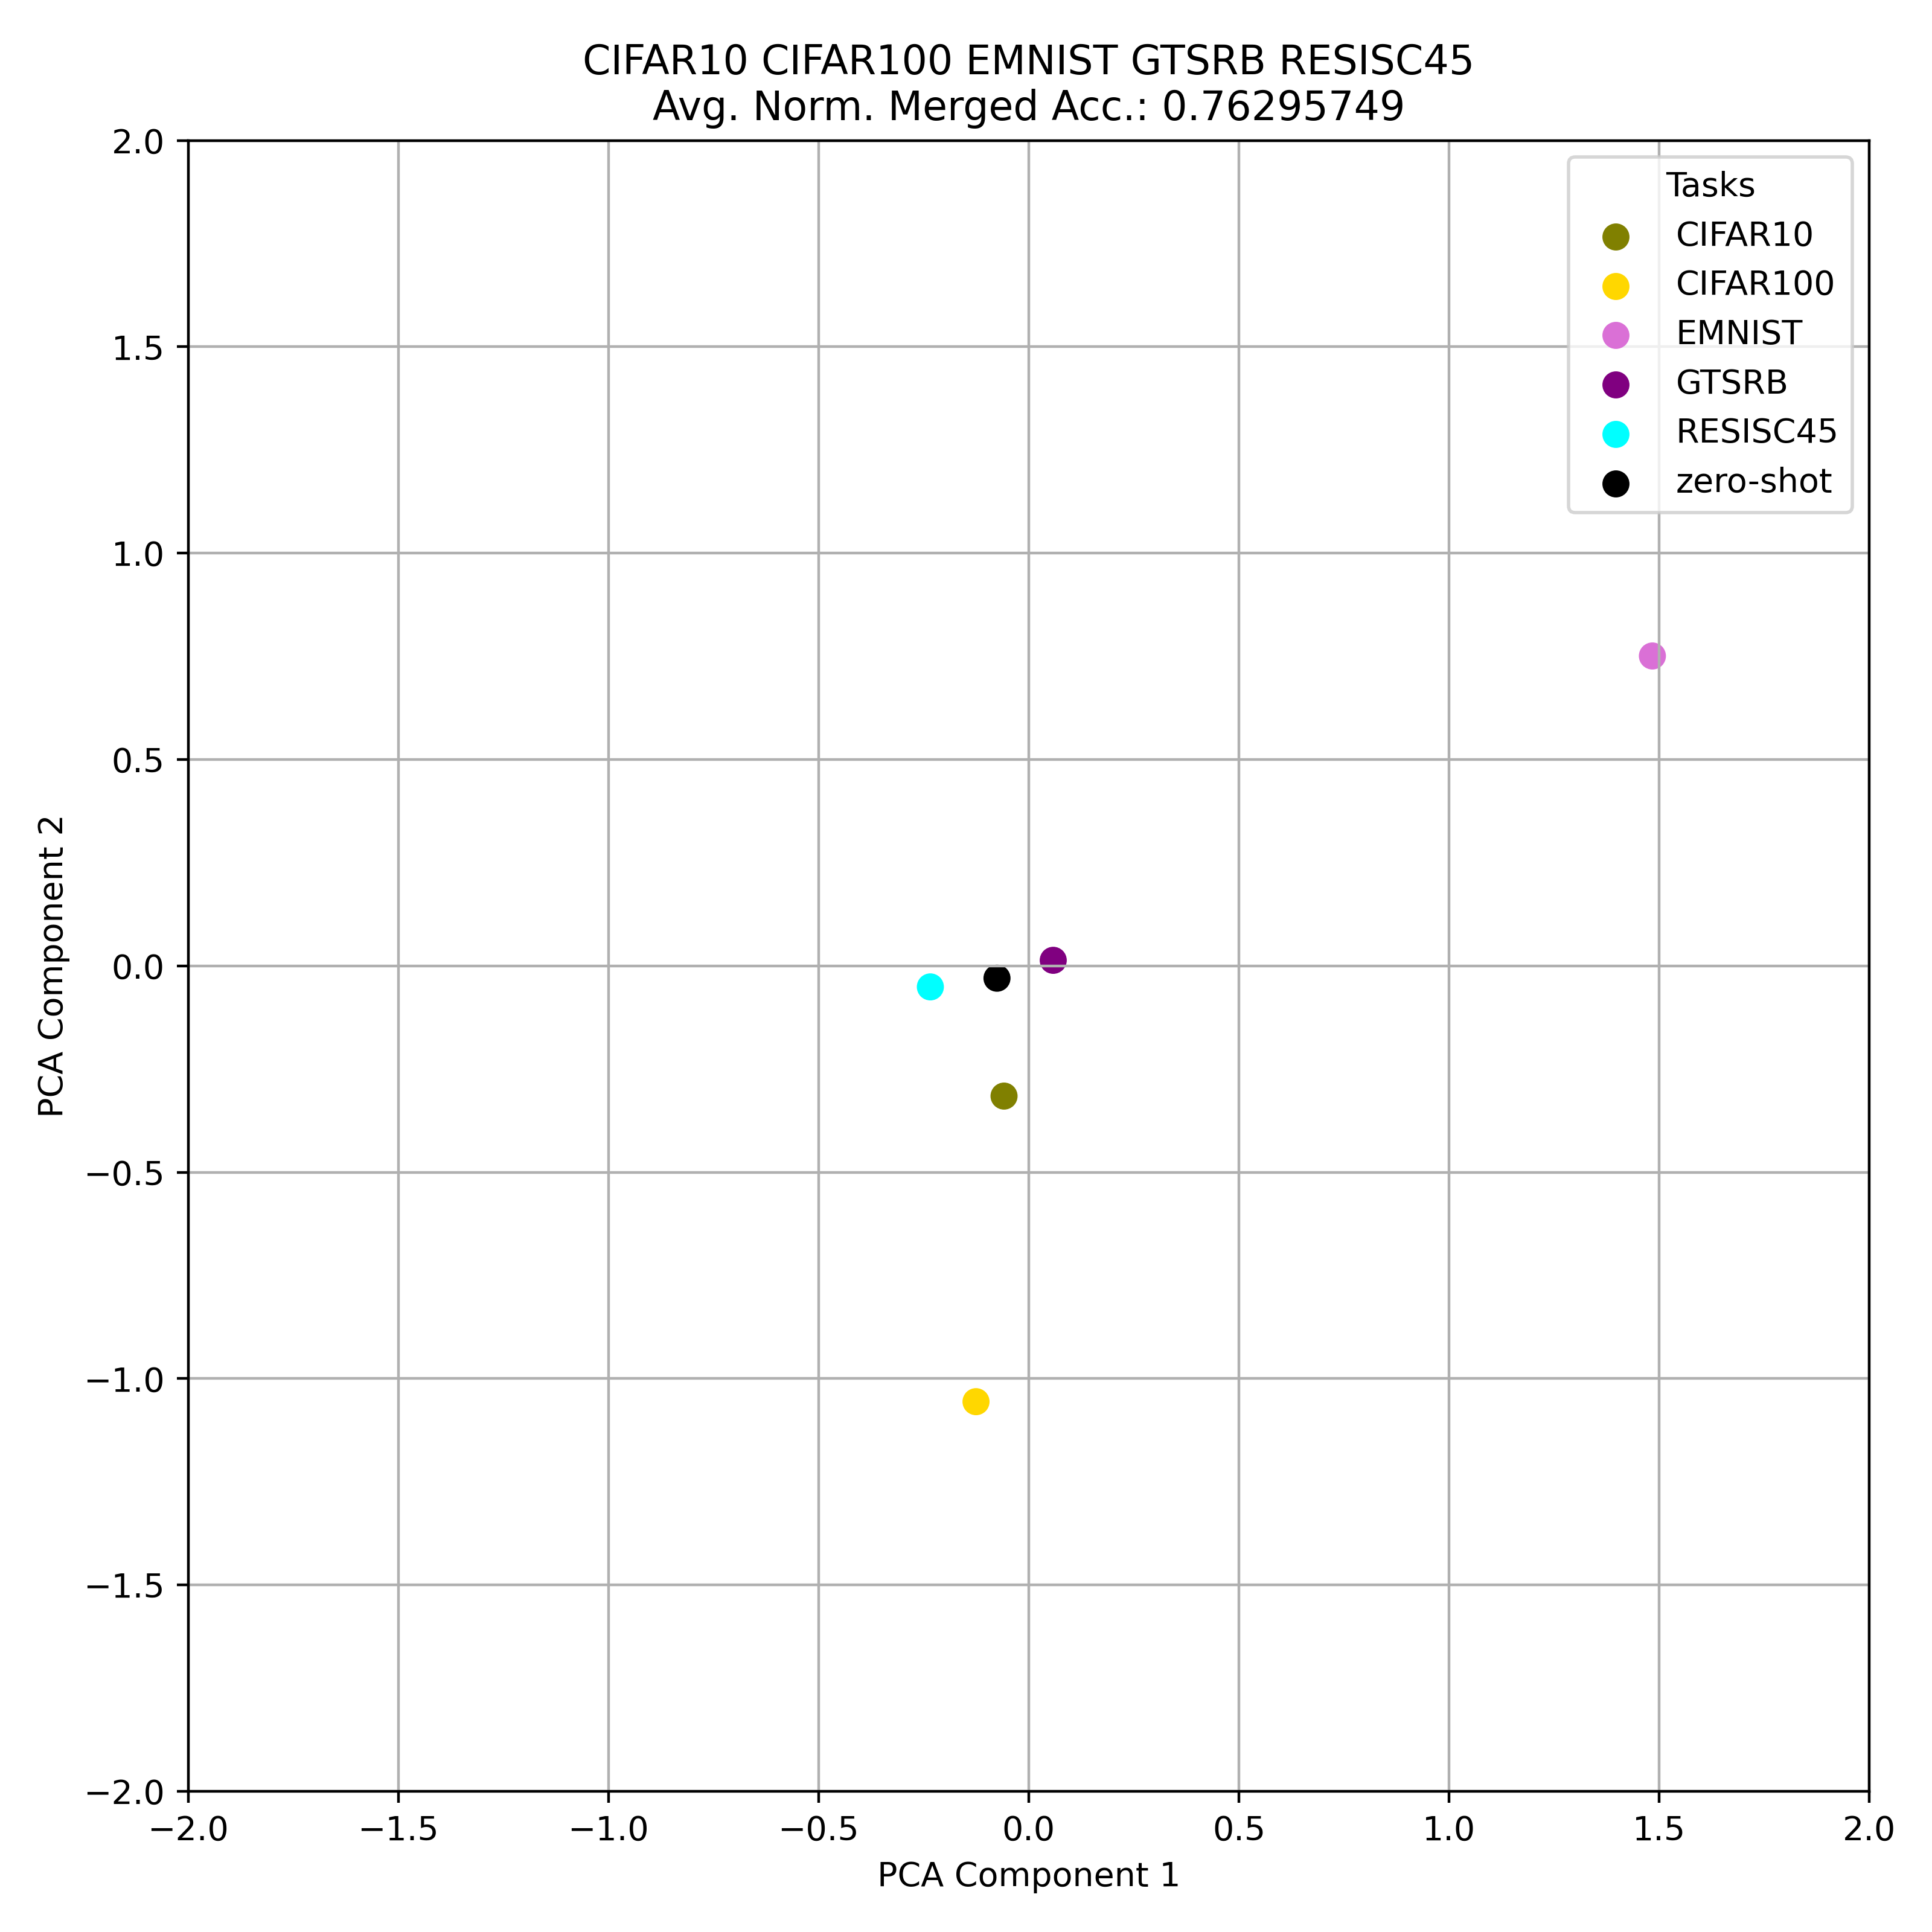 CIFAR10 CIFAR100 EMNIST GTSRB RESISC45
Avg. Norm. Merged Acc.: 0.76295749
Tasks
CIFAR10
CIFAR100
EMNIST
GTSRB
RESISC45
zero-shot
PCA Component 2
2.0
1.5
1.0
0.5
0.0
−0.5
−1.0
−1.5
−2.0
−2.0 −1.5 −1.0 −0.5 0.0 0.5 1.0 1.5 2.0
PCA Component 1